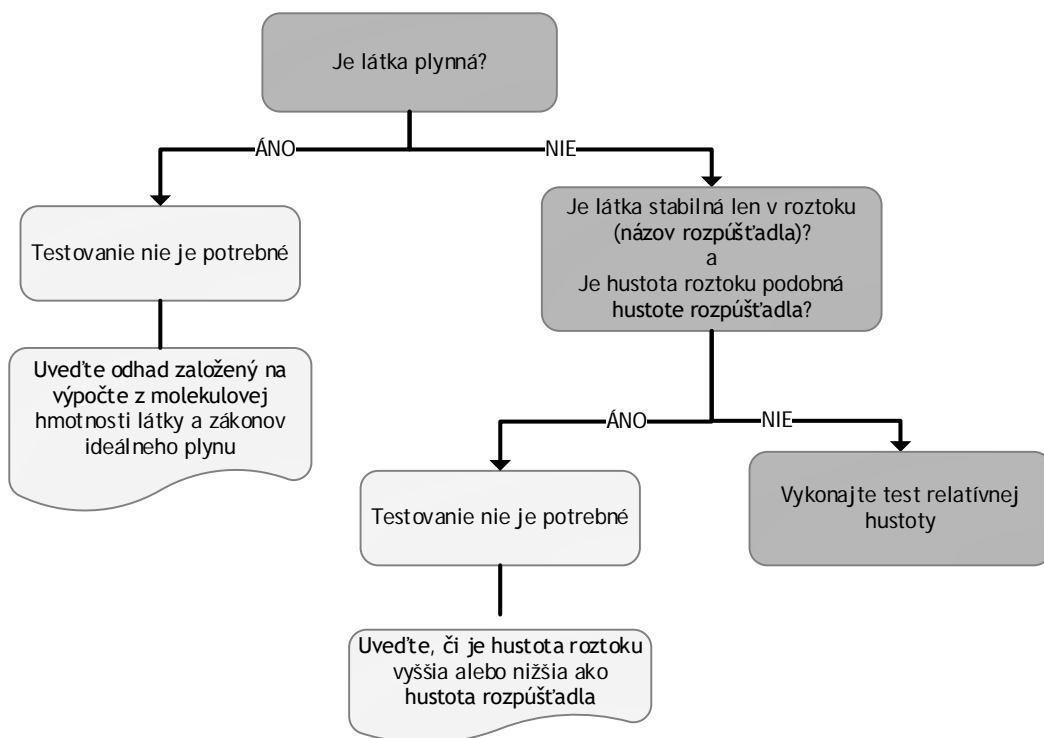 Je látka plynná?
ÁNO
NIE
Testovanie nie je potrebné
Je látka stabilná len v roztoku
(názov rozpúšťadla)?
a
Je hustota roztoku podobná
hustote rozpúšťadla?
Uveďte odhad založený na
výpočte z molekulovej
hmotnosti látky a zákonov
ideálneho plynu
ÁNO
NIE
Testovanie nie je potrebné
Vykonajte test relatívnej
hustoty
Uveďte, či je hustota roztoku
vyššia alebo nižšia ako
hustota rozpúšťadla